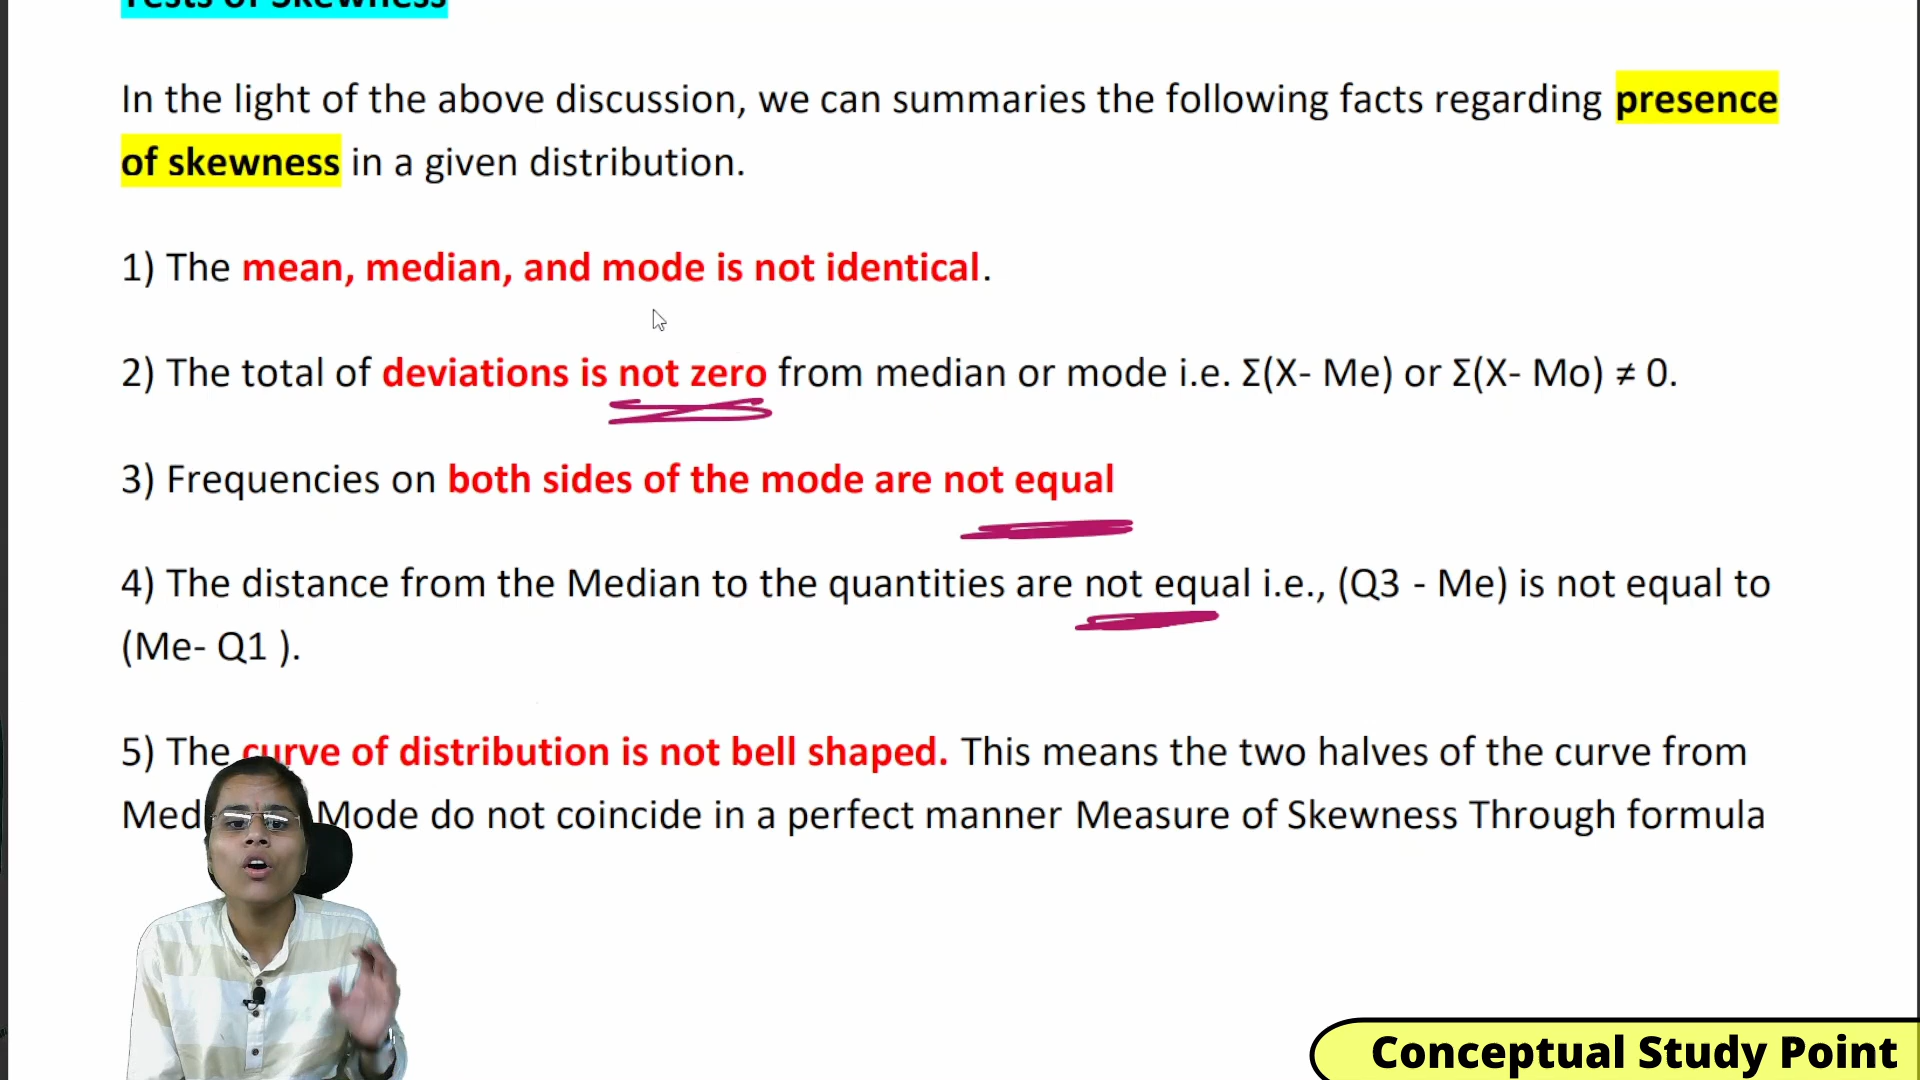 Tests of Skewness
In the light of the above discussion, we can summaries the following facts regarding presence
of skewness in a given distribution.
1) The mean, median, and mode is not identical.
2) The total of deviations is not zero from median or mode i.e. Σ(X- Me) or Σ(X- Mo) ≠ 0.
3) Frequencies on both sides of the mode are not equal
4) The distance from the Median to the quantities are not equal i.e., (Q3 - Me) is not equal to
(Me- Q1 ).
5) The curve of distribution is not bell shaped. This means the two halves of the curve from
Mode do not coincide in a perfect manner Measure of Skewness Through formula
Conceptual Study Point